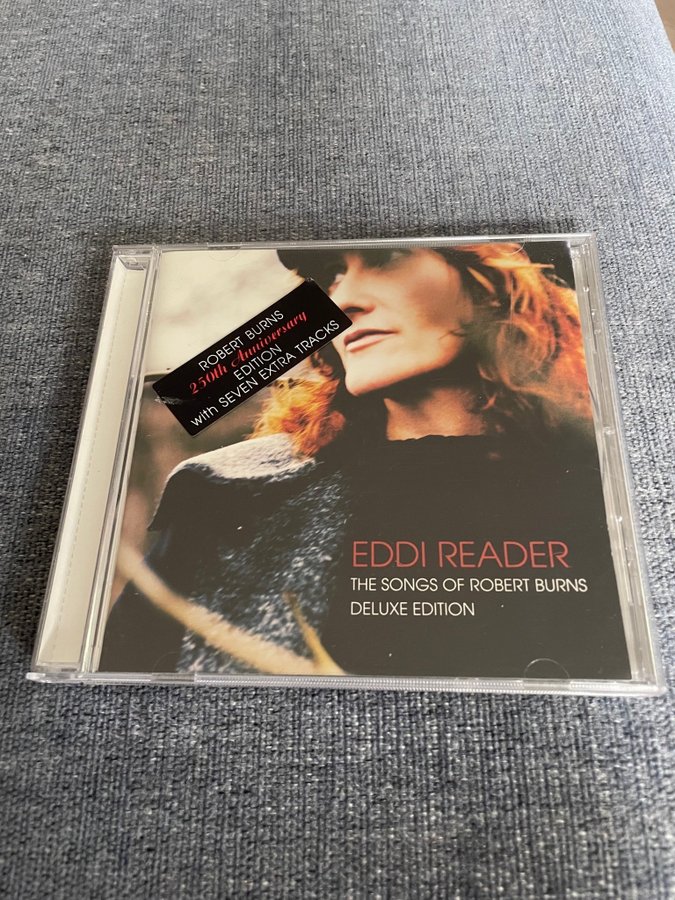 ROBERT BURNS
250th Anniversary
EDITION
with SEVEN EXTRA TRACKS
EDDI READER
THE SONGS OF ROBERT BURNS
DELUXE EDITION